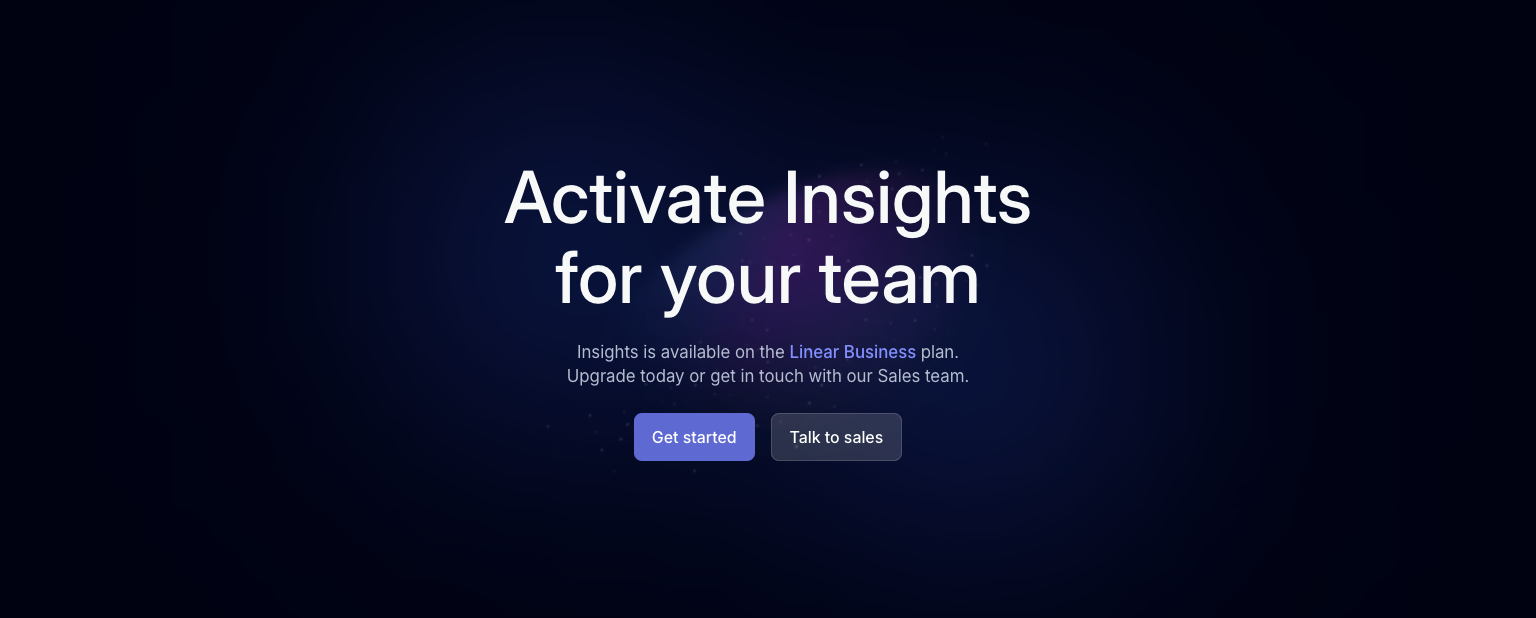 Activate Insights
for your team
Insights is available on the Linear Business plan.
Upgrade today or get in touch with our Sales team.
Get started
Talk to sales